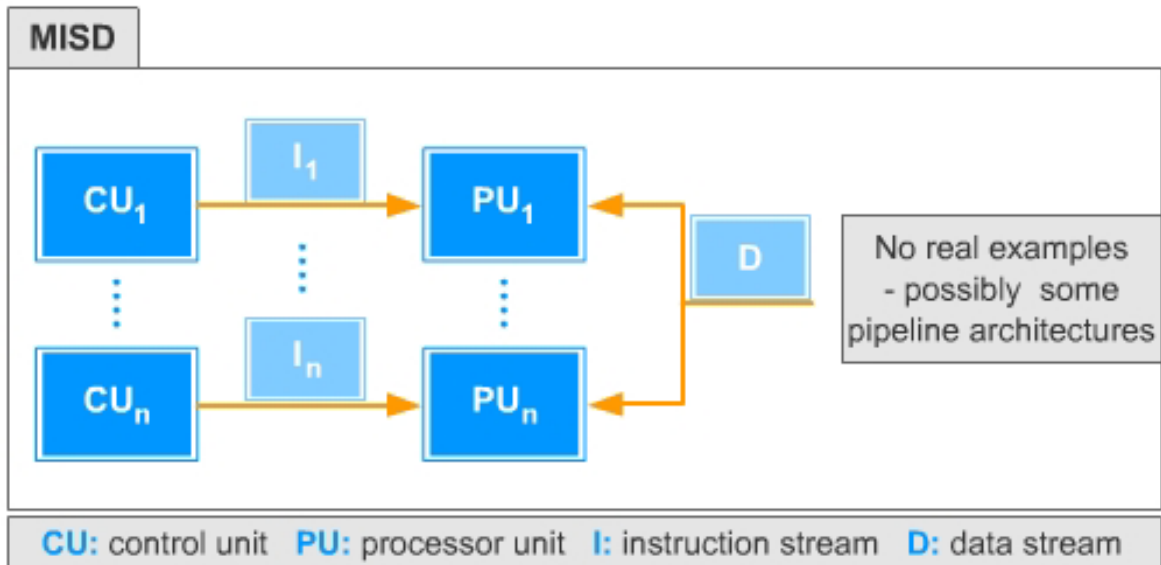 MISD
I₁
CU₁ PU₁
D
No real examples
- possibly some
pipeline architectures
Iₙ
CUₙ PUₙ
CU: control unit PU: processor unit I: instruction stream D: data stream